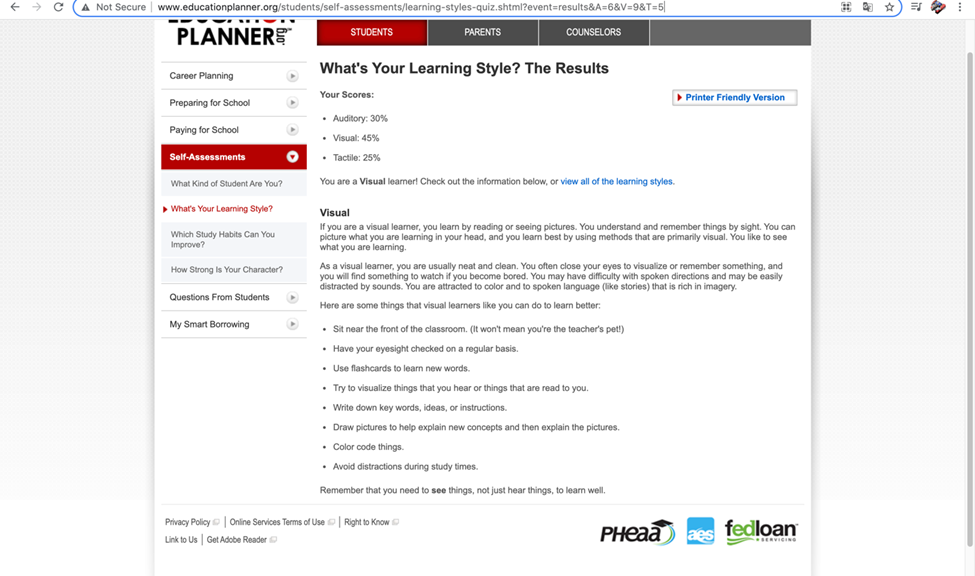 Not Secure | www.educationplanner.org/students/self-assessments/learning-styles-quiz.shtml?event=results&A=6&V=9&T=5
EDUCATION
PLANNER.org
STUDENTS PARENTS COUNSELORS
Career Planning
Preparing for School
Paying for School
Self-Assessments
What Kind of Student Are You?
What's Your Learning Style?
Which Study Habits Can You
Improve?
How Strong Is Your Character?
Questions From Students
My Smart Borrowing
What's Your Learning Style? The Results
Your Scores:
Printer Friendly Version
• Auditory: 30%
• Visual: 45%
• Tactile: 25%
You are a Visual learner! Check out the information below, or view all of the learning styles.
Visual
If you are a visual learner, you learn by reading or seeing pictures. You understand and remember things by sight. You can
picture what you are learning in your head, and you learn best by using methods that are primarily visual. You like to see
what you are learning.
As a visual learner, you are usually neat and clean. You often close your eyes to visualize or remember something, and
you will find something to watch if you become bored. You may have difficulty with spoken directions and may be easily
distracted by sounds. You are attracted to color and to spoken language (like stories) that is rich in imagery.
Here are some things that visual learners like you can do to learn better:
• Sit near the front of the classroom. (It won't mean you're the teacher's pet!)
• Have your eyesight checked on a regular basis.
• Use flashcards to learn new words.
• Try to visualize things that you hear or things that are read to you.
• Write down key words, ideas, or instructions.
• Draw pictures to help explain new concepts and then explain the pictures.
• Color code things.
• Avoid distractions during study times.
Remember that you need to see things, not just hear things, to learn well.
Privacy Policy | Online Services Terms of Use | Right to Know
Link to Us | Get Adobe Reader
PHEAA aes fedloan SERVICING